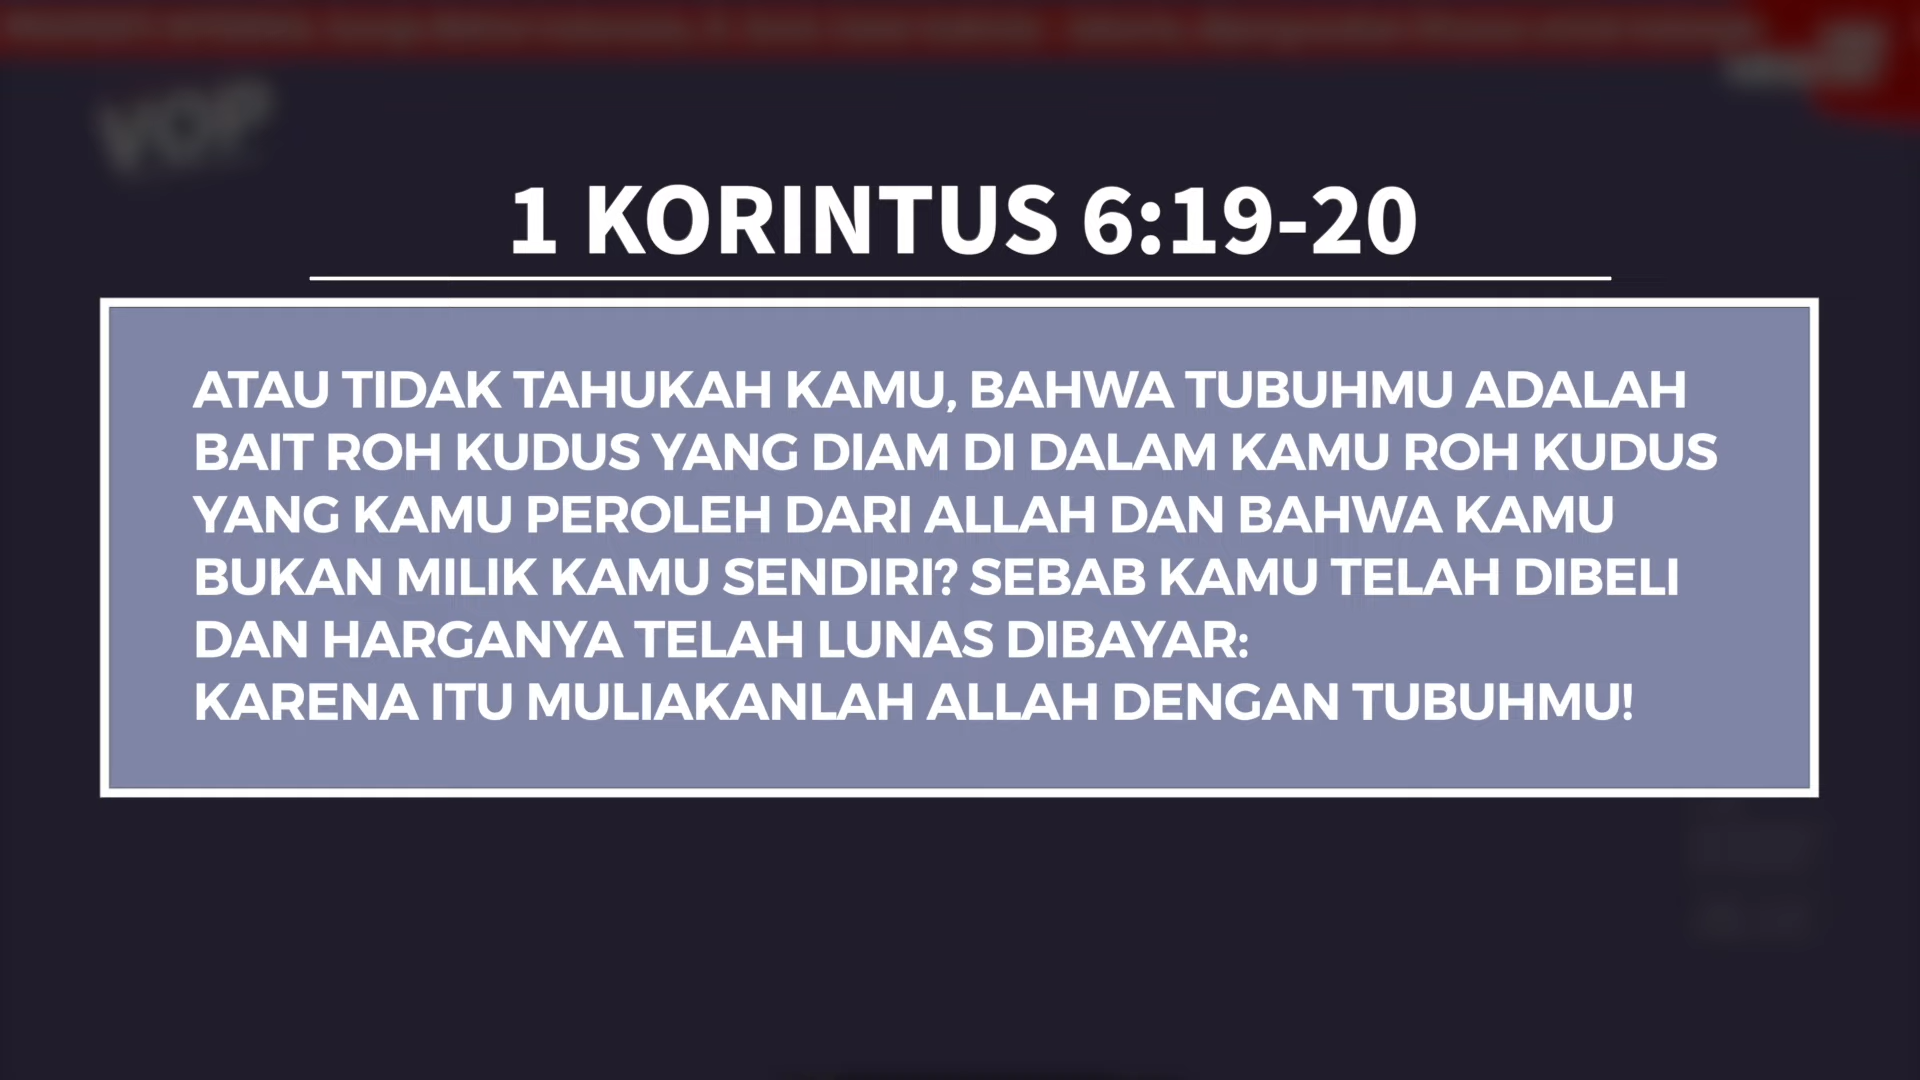 VOP
1 KORINTUS 6:19-20
ATAU TIDAK TAHUKAH KAMU, BAHWA TUBUHMU ADALAH
BAIT ROH KUDUS YANG DIAM DI DALAM KAMU ROH KUDUS
YANG KAMU PEROLEH DARI ALLAH DAN BAHWA KAMU
BUKAN MILIK KAMU SENDIRI? SEBAB KAMU TELAH DIBELI
DAN HARGANYA TELAH LUNAS DIBAYAR:
KARENA ITU MULIAKANLAH ALLAH DENGAN TUBUHMU!